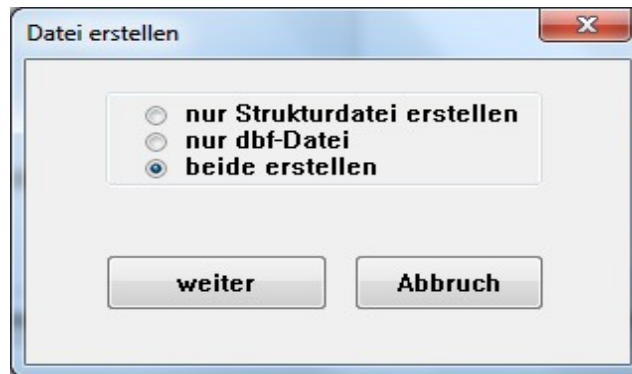 Datei erstellen
nur Strukturdatei erstellen
nur dbf-Datei
beide erstellen
weiter
Abbruch